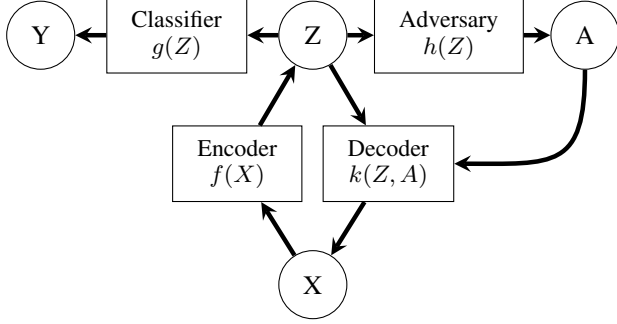 Y
Classifier
g(Z)
Z
Adversary
h(Z)
A
Encoder
f(X)
Decoder
k(Z, A)
X